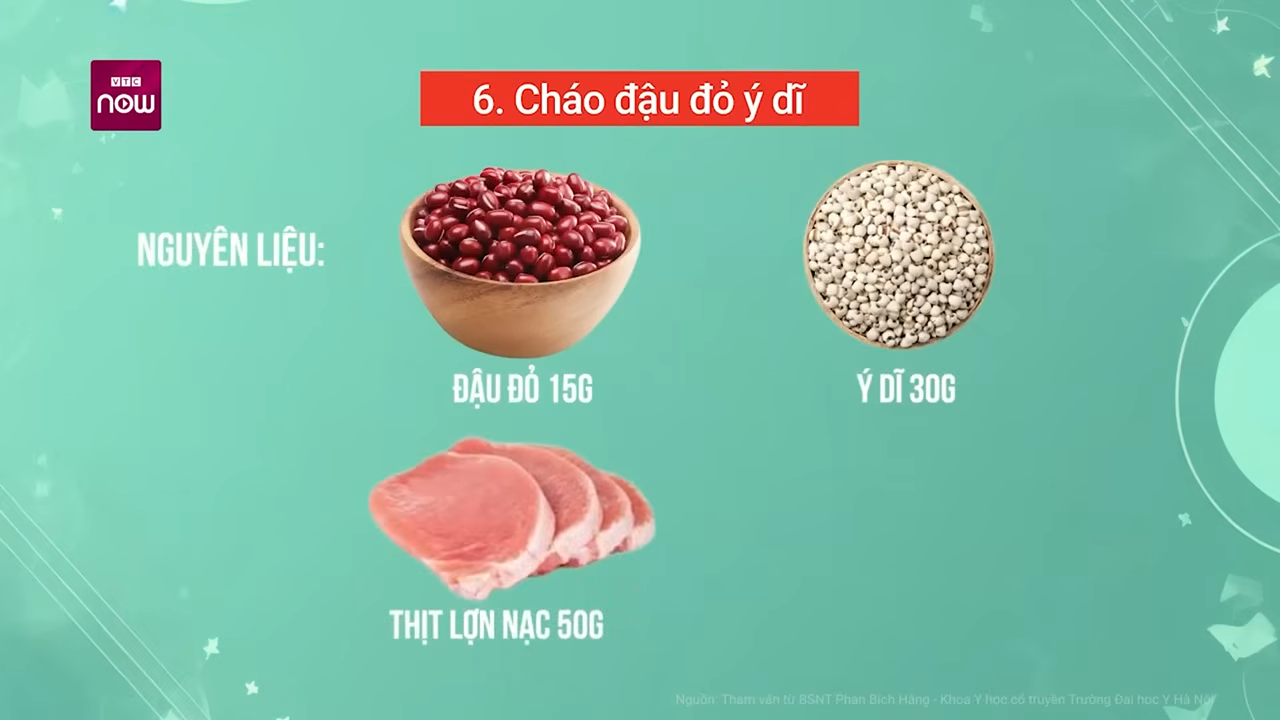 VTC
now
6. Cháo đậu đỏ ý dĩ
NGUYÊN LIỆU:
ĐẬU ĐỎ 15G
Ý DĨ 30G
THỊT LỢN NẠC 50G
Nguồn: Tham vấn từ BSNT Phan Bích Hằng - Khoa Y học cổ truyền Trường Đại học Y Hà Nội